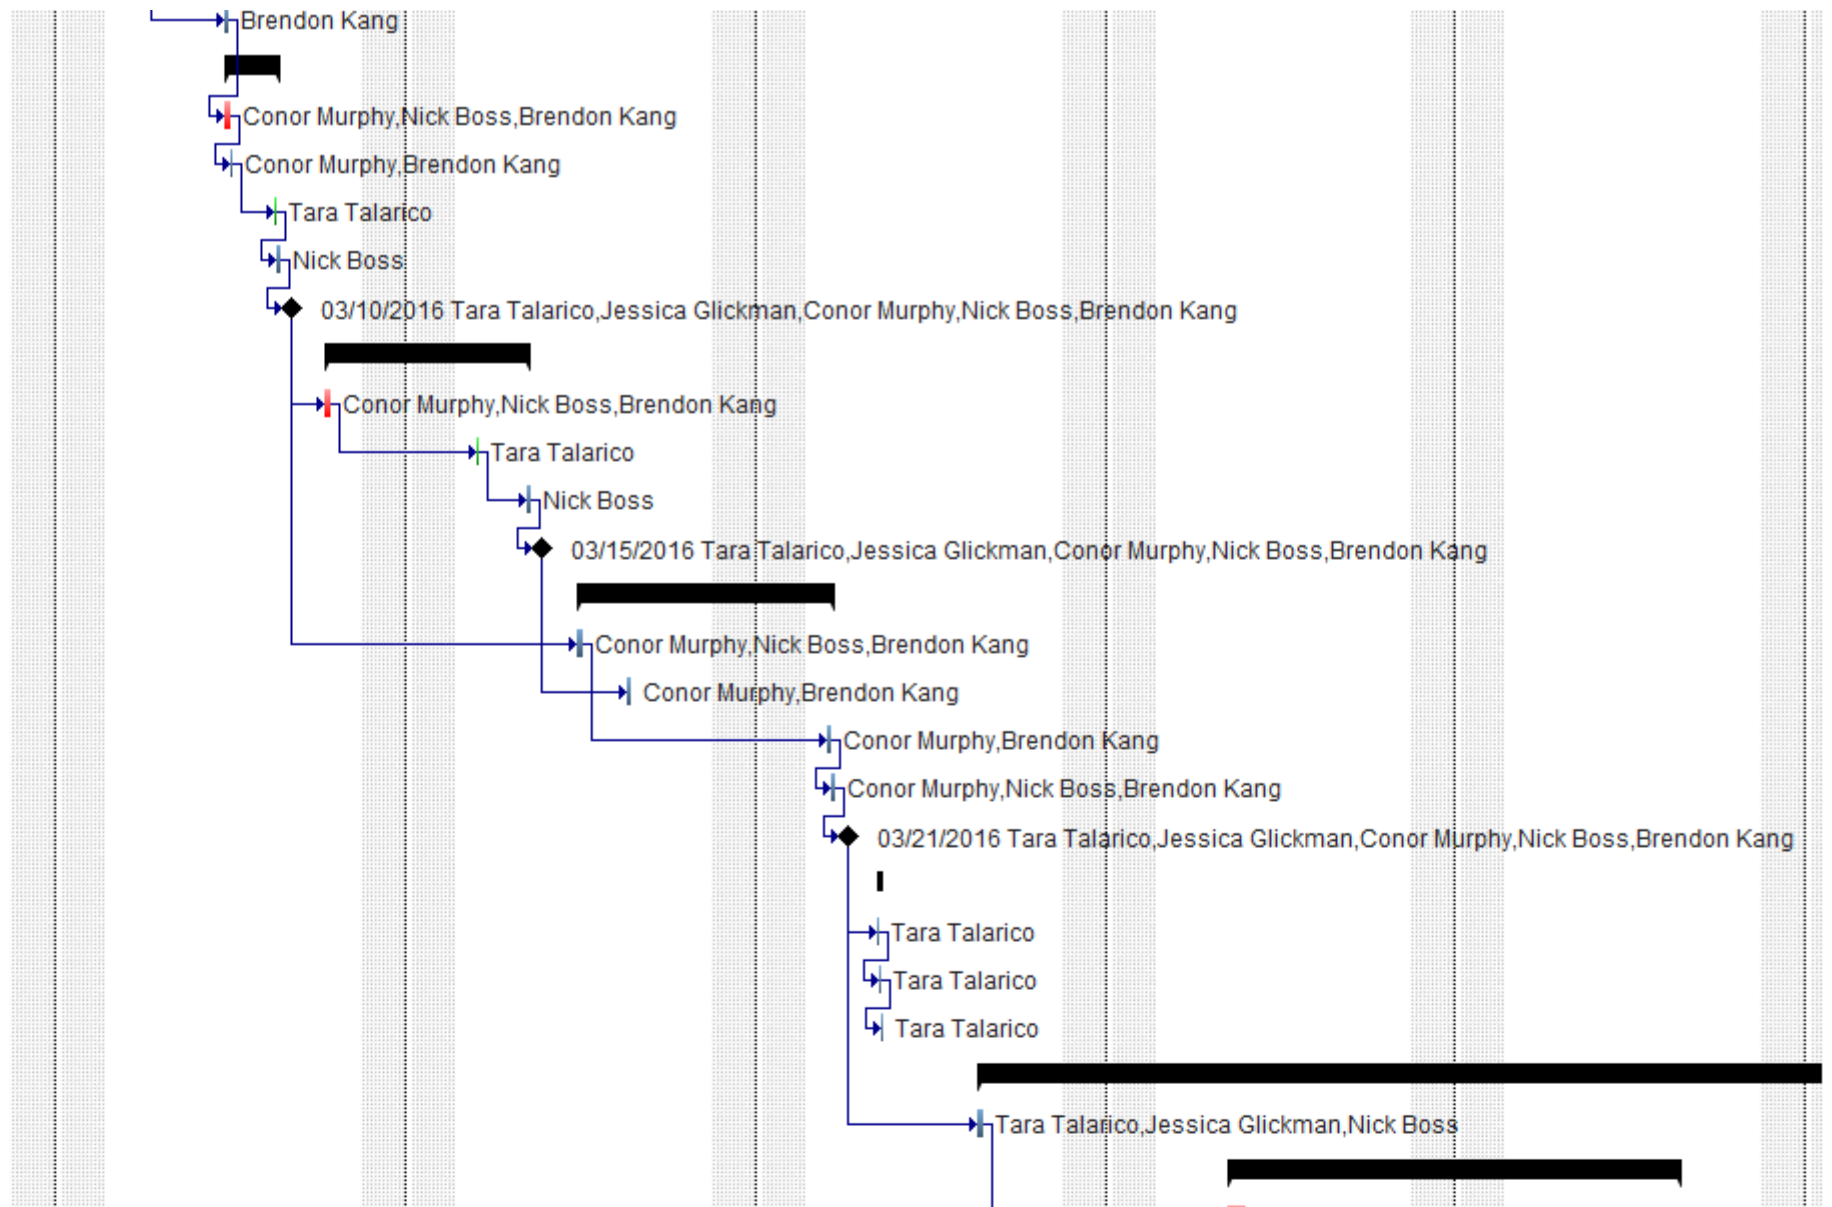 Brendon Kang
Conor Murphy,Nick Boss,Brendon Kang
Conor Murphy,Brendon Kang
Tara Talarico
Nick Boss
03/10/2016 Tara Talarico,Jessica Glickman,Conor Murphy,Nick Boss,Brendon Kang
Conor Murphy,Nick Boss,Brendon Kang
Tara Talarico
Nick Boss
03/15/2016 Tara Talarico,Jessica Glickman,Conor Murphy,Nick Boss,Brendon Kang
Conor Murphy,Nick Boss,Brendon Kang
Conor Murphy,Brendon Kang
Conor Murphy,Brendon Kang
Conor Murphy,Nick Boss,Brendon Kang
03/21/2016 Tara Talarico,Jessica Glickman,Conor Murphy,Nick Boss,Brendon Kang
Tara Talarico
Tara Talarico
Tara Talarico
Tara Talarico,Jessica Glickman,Nick Boss